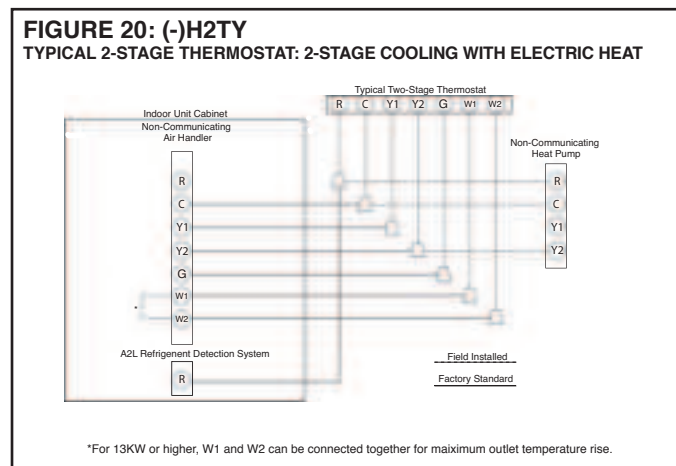 FIGURE 20: (-)H2TY
TYPICAL 2-STAGE THERMOSTAT: 2-STAGE COOLING WITH ELECTRIC HEAT
Typical Two-Stage Thermostat
R C Y1 Y2 G W1 W2
Indoor Unit Cabinet
Non-Communicating
Air Handler
R
C
Y1
Y2
G
W1
W2
*
A2L Refrigenent Detection System
R
Non-Communicating
Heat Pump
R
C
Y1
Y2
Field Installed
Factory Standard
*For 13KW or higher, W1 and W2 can be connected together for maiximum outlet temperature rise.